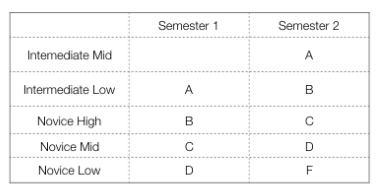 Semester 1 Semester 2
Intemediate Mid A
Intermediate Low A B
Novice High B C
Novice Mid C D
Novice Low D F